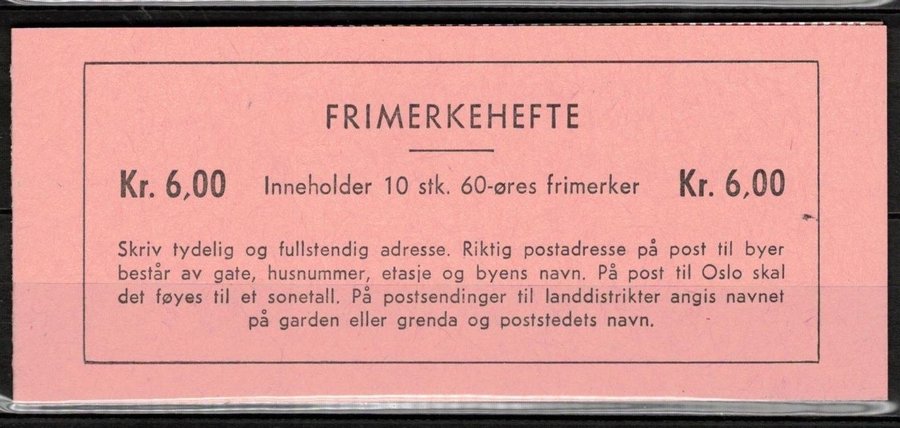 FRIMERKEHEFTE
Kr. 6,00 Inneholder 10 stk. 60-øres frimerker Kr. 6,00
Skriv tydelig og fullstendig adresse. Riktig postadresse på post til byer
består av gate, husnummer, etasje og byens navn. På post til Oslo skal
det føyes til et sonetall. På postsendinger til landdistrikter angis navnet
på garden eller grenda og poststedets navn.